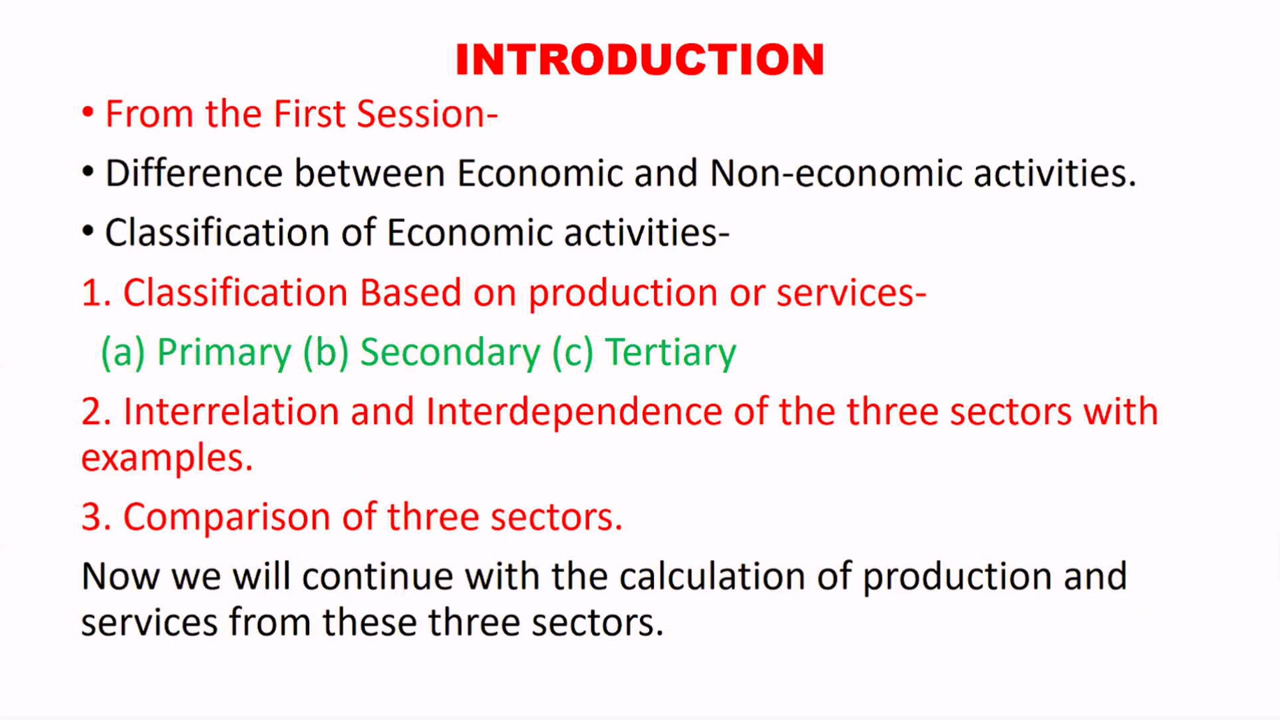 INTRODUCTION
• From the First Session-
• Difference between Economic and Non-economic activities.
• Classification of Economic activities-
1. Classification Based on production or services-
(a) Primary (b) Secondary (c) Tertiary
2. Interrelation and Interdependence of the three sectors with
examples.
3. Comparison of three sectors.
Now we will continue with the calculation of production and
services from these three sectors.